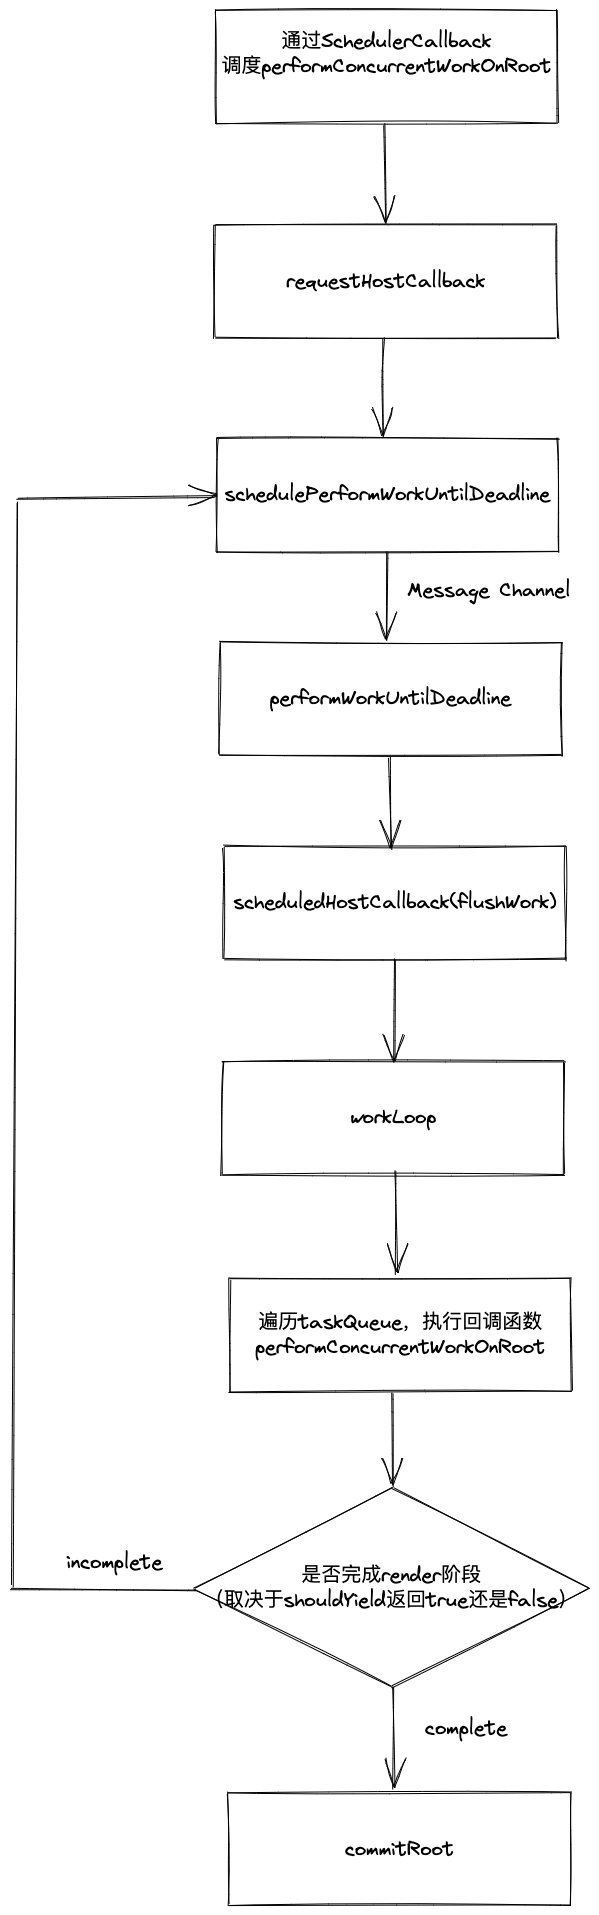 通过SchedulerCallback
调度performConcurrentWorkOnRoot
requestHostCallback
schedulePerformWorkUntilDeadline
Message Channel
performWorkUntilDeadline
scheduledHostCallback(flushWork)
workLoop
遍历taskQueue，执行回调函数
performConcurrentWorkOnRoot
incomplete
是否完成render阶段
(取决于shouldYield返回true还是false)
complete
commitRoot